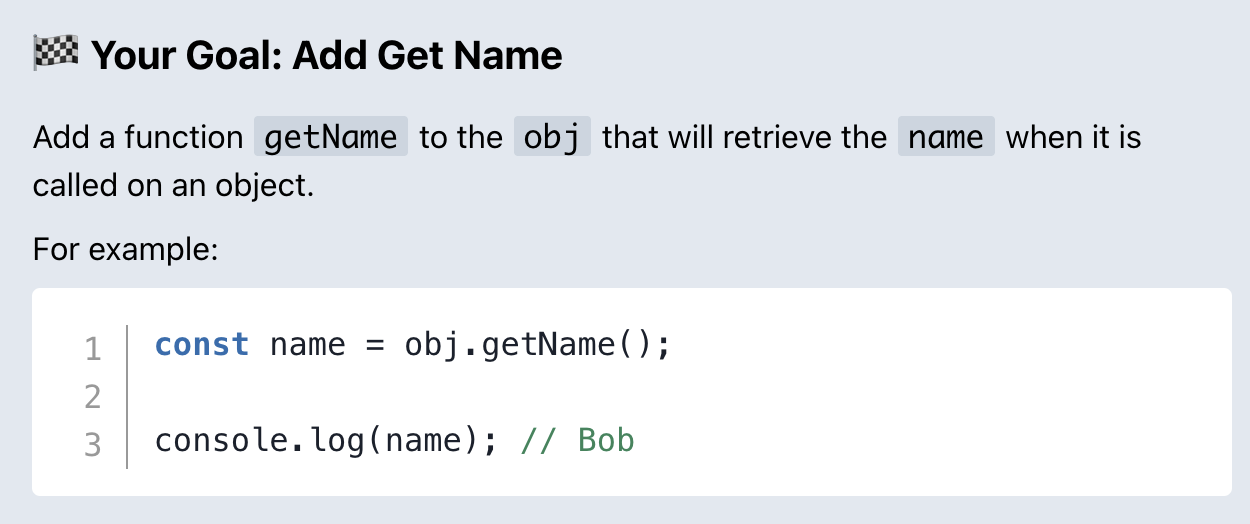 🏁 Your Goal: Add Get Name
Add a function getName to the obj that will retrieve the name when it is
called on an object.
For example:
1 const name = obj.getName();
2
3 console.log(name); // Bob